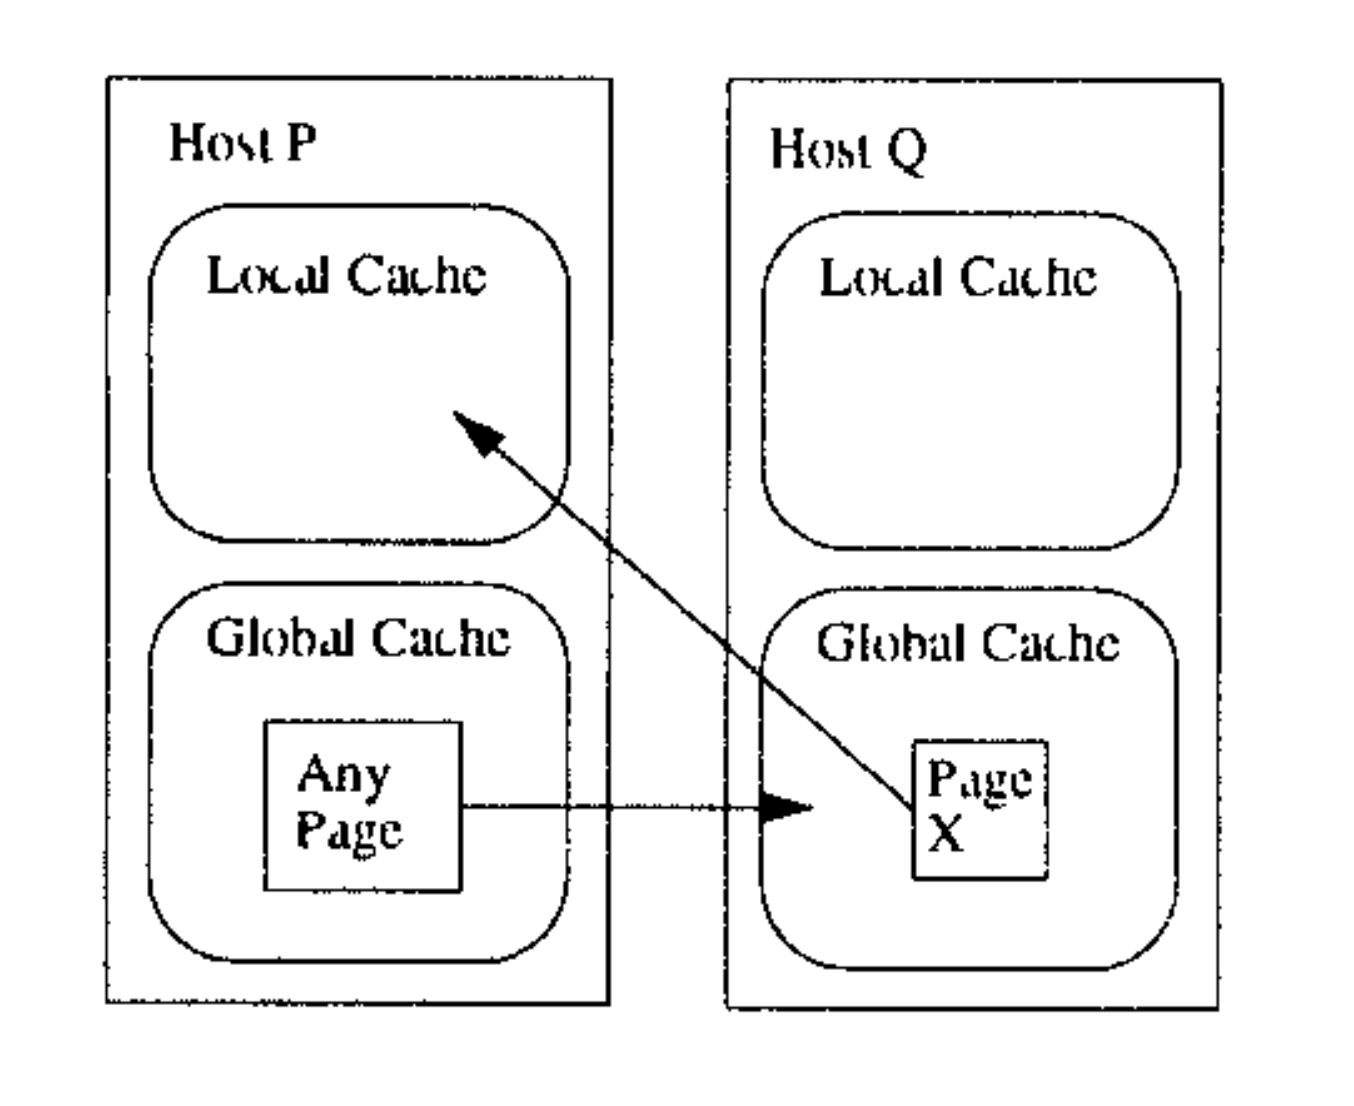 Host P
Local Cache
Global Cache
Any
Page
Host Q
Local Cache
Global Cache
Page
X